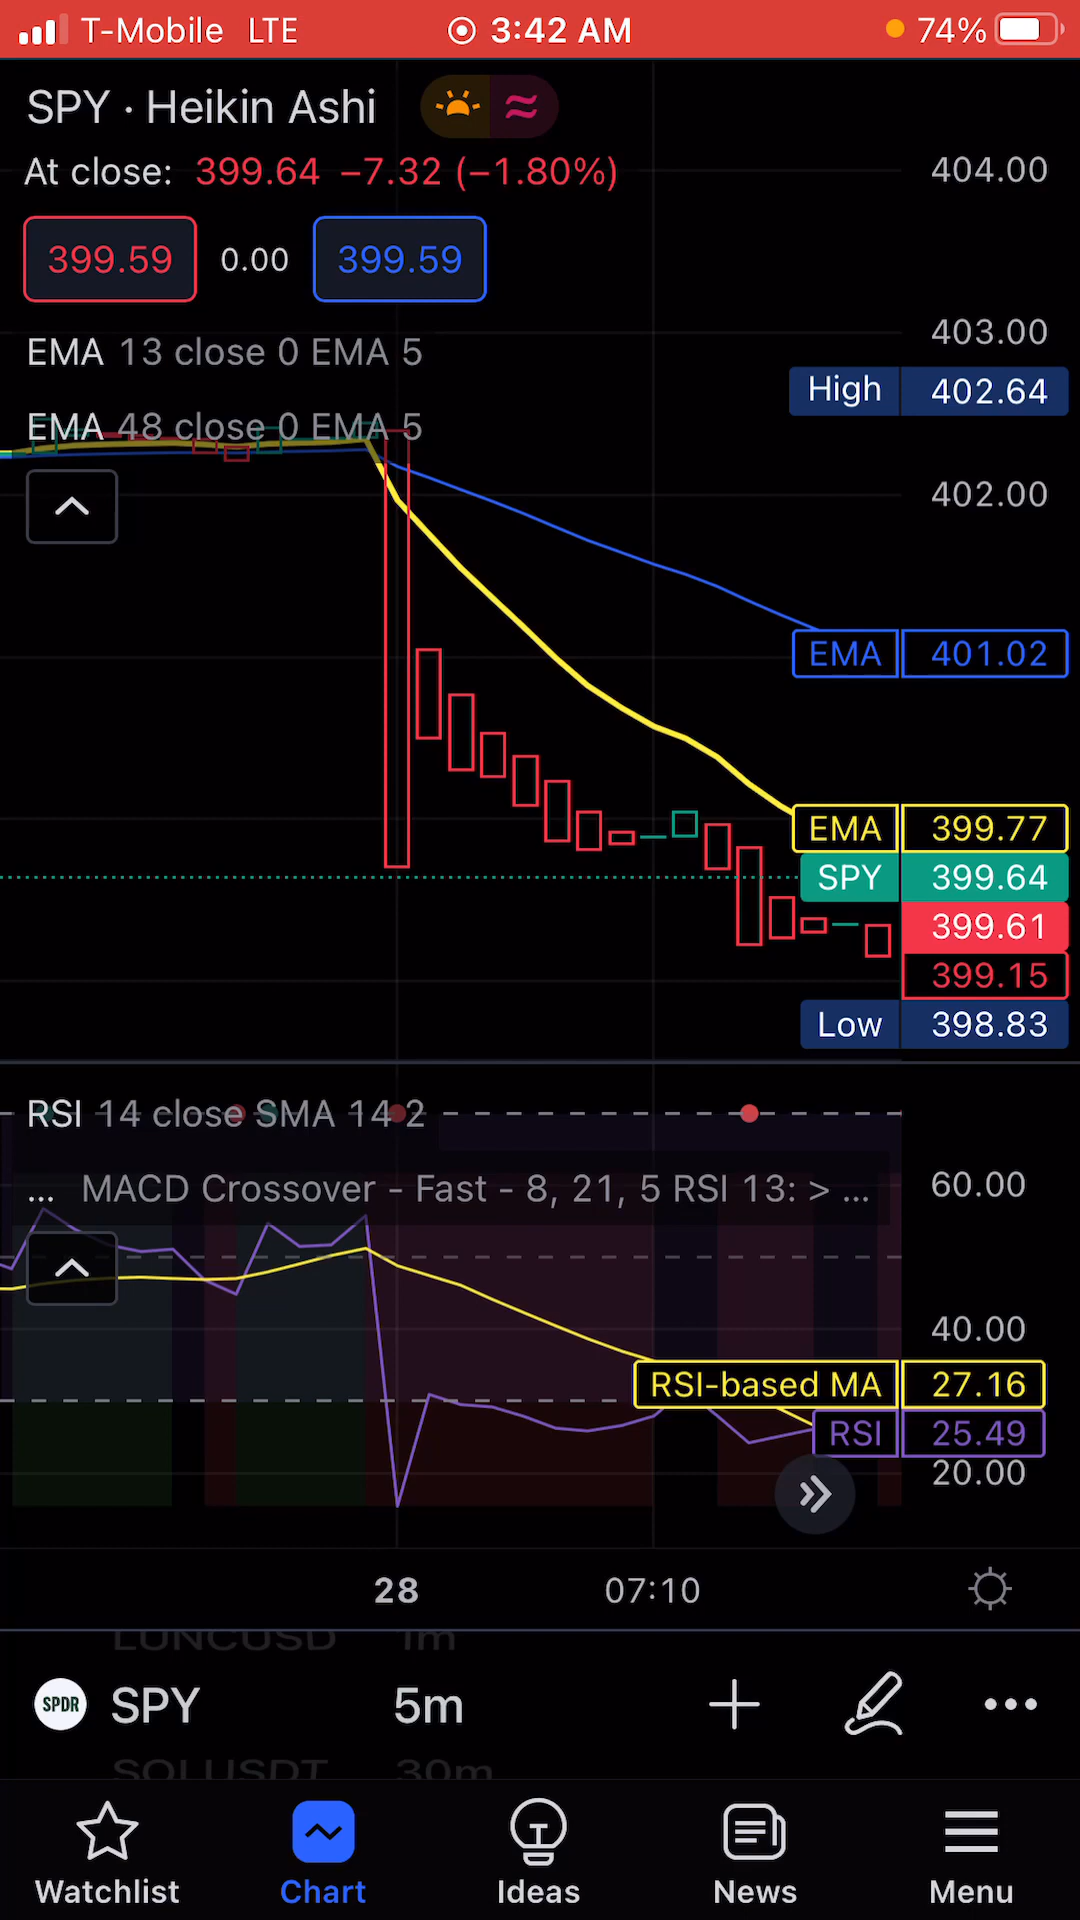 T-Mobile LTE 3:42 AM 74%
SPY · Heikin Ashi
At close: 399.64 −7.32 (−1.80%)
404.00
399.59 0.00 399.59
EMA 13 close 0 EMA 5
403.00
High 402.64
EMA 48 close 0 EMA 5
402.00
EMA 401.02
EMA 399.77
SPY 399.64
399.61
399.15
Low 398.83
RSI 14 close SMA 14 2
... MACD Crossover - Fast - 8, 21, 5 RSI 13: > ...
60.00
40.00
RSI-based MA 27.16
RSI 25.49
20.00
28 07:10
LUNCUSD 1m
SPDR SPY 5m
SOLUSDT 30m
Watchlist Chart Ideas News Menu